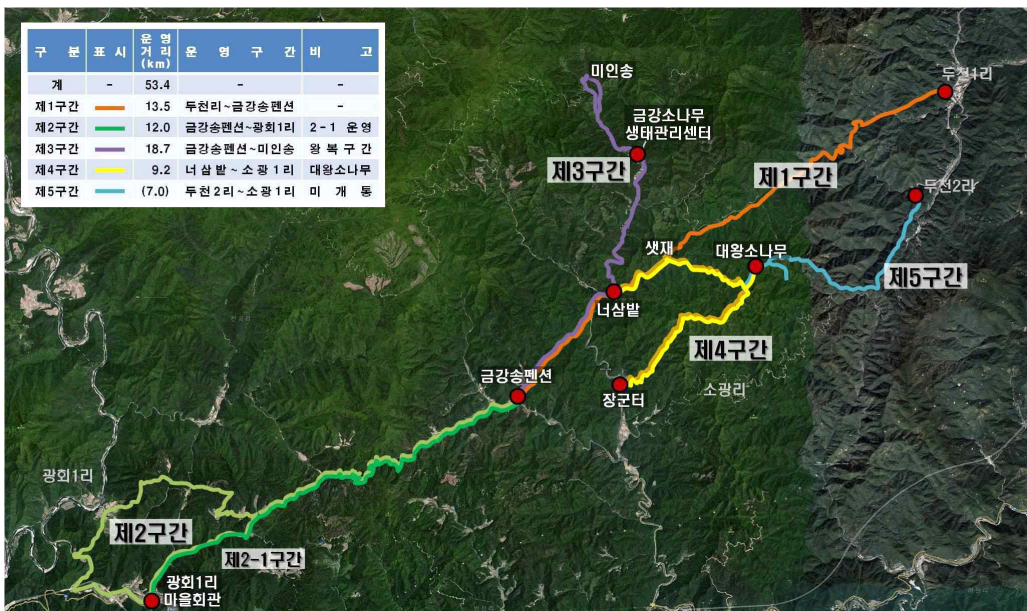 구 분 표 시 운 영 거 리 (km) 운 영 구 간 비 고
계 - 53.4 - -
제1구간 13.5 두천리~금강송펜션 -
제2구간 12.0 금강송펜션~광회1리 2-1 운영
제3구간 18.7 금강송펜션~미인송 왕 복 구 간
제4구간 9.2 너삼밭~소광1리 대왕소나무
제5구간 (7.0) 두천2리~소광1리 미 개 통
미인송
두천1리
금강소나무
생태관리센터
제3구간
제1구간
두천2리
샛재
대왕소나무
제5구간
너삼밭
제4구간
금강송펜션
장군터
소광리
광회1리
제2구간
제2-1구간
광회1리
마을회관